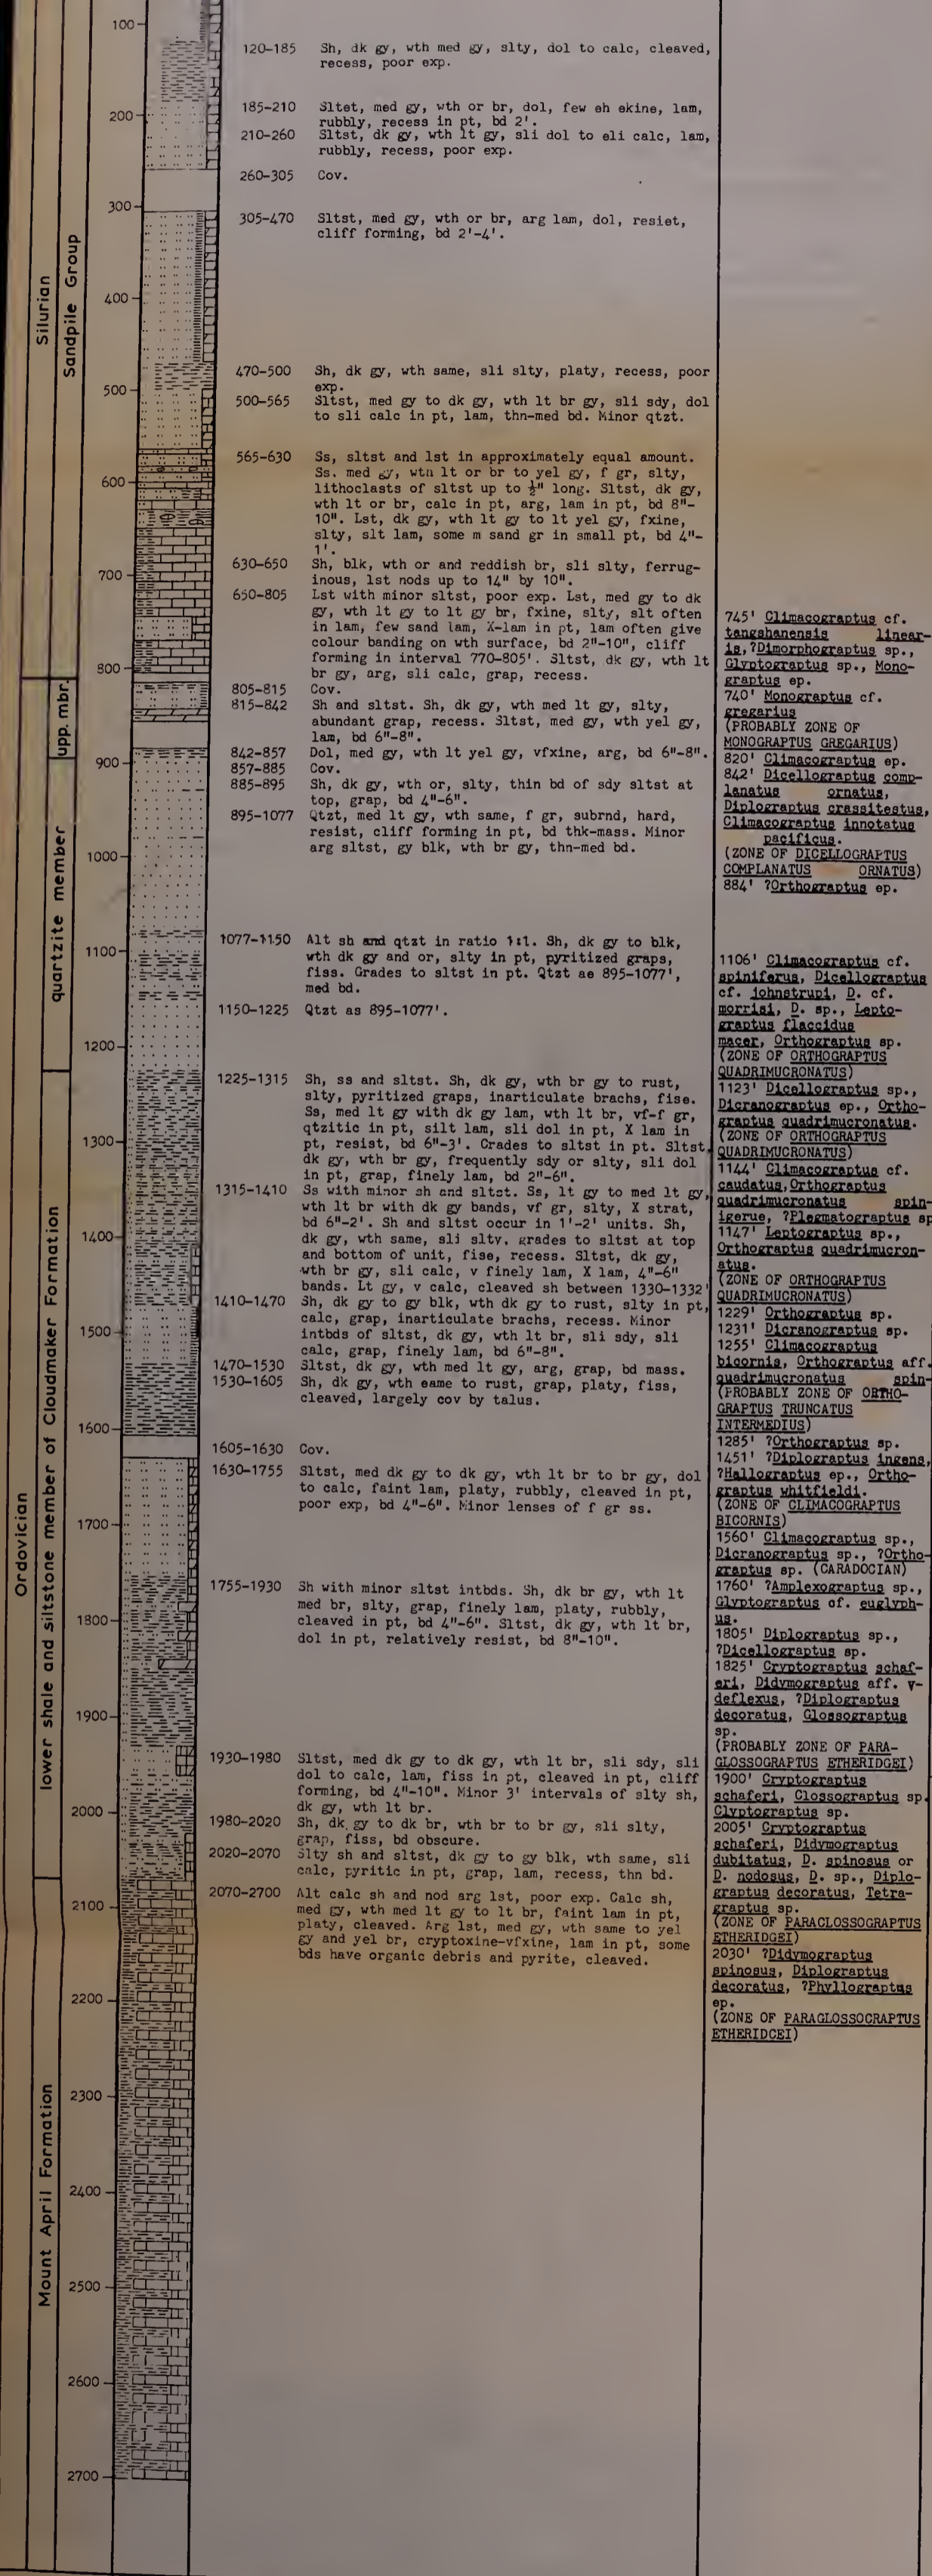 Silurian
Sandpile Group
upp. mbr.
quartzite member
Ordovician
lower shale and siltstone member of Cloudmaker Formation
Mount April Formation
100
200
300
400
500
600
700
800
900
1000
1100
1200
1300
1400
1500
1600
1700
1800
1900
2000
2100
2200
2300
2400
2500
2600
2700
120-185 Sh, dk gy, wth med gy, slty, dol to calc, cleaved,
recess, poor exp.
185-210 Sltst, med gy, wth or br, dol, few sh skins, lam,
rubbly, recess in pt, bd 2'.
210-260 Sltst, dk gy, wth lt gy, sli dol to sli calc, lam,
rubbly, recess, poor exp.
260-305 Cov.
305-470 Sltst, med gy, wth or br, arg lam, dol, resist,
cliff forming, bd 2'-4'.
470-500 Sh, dk gy, wth same, sli slty, platy, recess, poor
exp.
500-565 Sltst, med gy to dk gy, wth lt br gy, sli sdy, dol
to sli calc in pt, lam, thn-med bd. Minor qtzt.
565-630 Ss, sltst and lst in approximately equal amount.
Ss. med gy, wth lt or br to yel gy, f gr, slty,
lithoclasts of sltst up to ½" long. Sltst, dk gy,
wth lt or br, calc in pt, arg, lam in pt, bd 8"-
10". Lst, dk gy, wth lt gy to lt yel gy, fxine,
slty, slt lam, some m sand gr in small pt, bd 4"-
1'.
630-650 Sh, blk, wth or and reddish br, sli slty, ferrug-
inous, lst nods up to 14" by 10".
650-805 Lst with minor sltst, poor exp. Lst, med gy to dk
gy, wth lt gy to lt gy br, fxine, slty, slt often
in lam, few sand lam, X-lam in pt, lam often give
colour banding on wth surface, bd 2"-10", cliff
forming in interval 770-805'. Sltst, dk gy, wth lt
br gy, arg, sli calc, grap, recess.
805-815 Cov.
815-842 Sh and sltst. Sh, dk gy, wth med lt gy, slty,
abundant grap, recess. Sltst, med gy, wth yel gy,
lam, bd 6"-8".
842-857 Dol, med gy, wth lt yel gy, vfxine, arg, bd 6"-8".
857-885 Cov.
885-895 Sh, dk gy, wth or, slty, thin bd of sdy sltst at
top, grap, bd 4"-6".
895-1077 Qtzt, med lt gy, wth same, f gr, subrnd, hard,
resist, cliff forming in pt, bd thk-mass. Minor
arg sltst, gy blk, wth br gy, thn-med bd.
1077-1150 Alt sh and qtzt in ratio 1:1. Sh, dk gy to blk,
wth dk gy and or, slty in pt, pyritized graps,
fiss. Grades to sltst in pt. Qtzt as 895-1077',
med bd.
1150-1225 Qtzt as 895-1077'.
1225-1315 Sh, ss and sltst. Sh, dk gy, wth br gy to rust,
slty, pyritized graps, inarticulate brachs, fiss.
Ss, med lt gy with dk gy lam, wth lt br, vf-f gr,
qtzitic in pt, silt lam, sli dol in pt, X lam in
pt, resist, bd 6"-3'. Grades to sltst in pt. Sltst,
dk gy, wth br gy, frequently sdy or slty, sli dol
in pt, grap, finely lam, bd 2"-6".
1315-1410 Ss with minor sh and sltst. Ss, lt gy to med lt gy,
wth lt br with dk gy bands, vf gr, slty, X strat,
bd 6"-2'. Sh and sltst occur in 1'-2' units. Sh,
dk gy, wth same, sli slty. grades to sltst at top
and bottom of unit, fiss, recess. Sltst, dk gy,
wth br gy, sli calc, v finely lam, X lam, 4"-6"
bands. Lt gy, v calc, cleaved sh between 1330-1332'
1410-1470 Sh, dk gy to gy blk, wth dk gy to rust, slty in pt,
calc, grap, inarticulate brachs, recess. Minor
intbds of sltst, dk gy, wth lt br, sli sdy, sli
calc, grap, finely lam, bd 6"-8".
1470-1530 Sltst, dk gy, wth med lt gy, arg, grap, bd mass.
1530-1605 Sh, dk gy, wth same to rust, grap, platy, fiss,
cleaved, largely cov by talus.
1605-1630 Cov.
1630-1755 Sltst, med dk gy to dk gy, wth lt br to br gy, dol
to calc, faint lam, platy, rubbly, cleaved in pt,
poor exp, bd 4"-6". Minor lenses of f gr ss.
1755-1930 Sh with minor sltst intbds. Sh, dk br gy, wth lt
med br, slty, grap, finely lam, platy, rubbly,
cleaved in pt, bd 4"-6". Sltst, dk gy, wth lt br,
dol in pt, relatively resist, bd 8"-10".
1930-1980 Sltst, med dk gy to dk gy, wth lt br, sli sdy, sli
dol to calc, lam, fiss in pt, cleaved in pt, cliff
forming, bd 4"-10". Minor 3' intervals of slty sh,
dk gy, wth lt br.
1980-2020 Sh, dk gy to dk br, wth br to br gy, sli slty,
grap, fiss, bd obscure.
2020-2070 Slty sh and sltst, dk gy to gy blk, wth same, sli
calc, pyritic in pt, grap, lam, recess, thn bd.
2070-2700 Alt calc sh and nod arg lst, poor exp. Calc sh,
med gy, wth med lt gy to lt br, faint lam in pt,
platy, cleaved. Arg lst, med gy, wth same to yel
gy and yel br, cryptoxine-vfxine, lam in pt, some
bds have organic debris and pyrite, cleaved.
745' Climacograptus cf.
tangshanensis linear-
is,?Dimorphograptus sp.,
Glyptograptus sp., Mono-
graptus sp.
740' Monograptus cf.
gregarius
(PROBABLY ZONE OF
MONOGRAPTUS GREGARIUS)
820' Climacograptus sp.
842' Dicellograptus comp-
lanatus ornatus,
Diplograptus crassitestus,
Climacograptus innotatus
pacificus.
(ZONE OF DICELLOGRAPTUS
COMPLANATUS ORNATUS)
884' ?Orthograptus sp.
1106' Climacograptus cf.
spiniferus, Dicellograptus
cf. johnstrupi, D. cf.
morrisi, D. sp., Lepto-
graptus flaccidus
macer, Orthograptus sp.
(ZONE OF ORTHOGRAPTUS
QUADRIMUCRONATUS)
1123' Dicellograptus sp.,
Dicranograptus sp., Ortho-
graptus quadrimucronatus.
(ZONE OF ORTHOGRAPTUS
QUADRIMUCRONATUS)
1144' Climacograptus cf.
caudatus,Orthograptus
quadrimucronatus spin-
igerus, ?Plegmatograptus sp
1147' Leptograptus sp.,
Orthograptus quadrimucron-
atus.
(ZONE OF ORTHOGRAPTUS
QUADRIMUCRONATUS)
1229' Orthograptus sp.
1231' Dicranograptus sp.
1255' Climacograptus
bicornis, Orthograptus aff.
quadrimucronatus spin-
(PROBABLY ZONE OF ORTHO-
GRAPTUS TRUNCATUS
INTERMEDIUS)
1285' ?Orthograptus sp.
1451' ?Diplograptus ingens,
?Hallograptus sp., Ortho-
graptus whitfieldi.
(ZONE OF CLIMACOGRAPTUS
BICORNIS)
1560' Climacograptus sp.,
Dicranograptus sp., ?Ortho-
graptus sp. (CARADOCIAN)
1760' ?Amplexograptus sp.,
Glyptograptus cf. euglyph-
us.
1805' Diplograptus sp.,
?Dicellograptus sp.
1825' Cryptograptus schaf-
eri, Didymograptus aff. v-
deflexus, ?Diplograptus
decoratus, Glossograptus
sp.
(PROBABLY ZONE OF PARA-
GLOSSOGRAPTUS ETHERIDGEI)
1900' Cryptograptus
schaferi, Glossograptus sp.
Glyptograptus sp.
2005' Cryptograptus
schaferi, Didymograptus
dubitatus, D. spinosus or
D. nodosus, D. sp., Diplo-
graptus decoratus, Tetra-
graptus sp.
(ZONE OF PARAGLOSSOGRAPTUS
ETHERIDGEI)
2030' ?Didymograptus
spinosus, Diplograptus
decoratus, ?Phyllograptus
sp.
(ZONE OF PARAGLOSSOGRAPTUS
ETHERIDGEI)